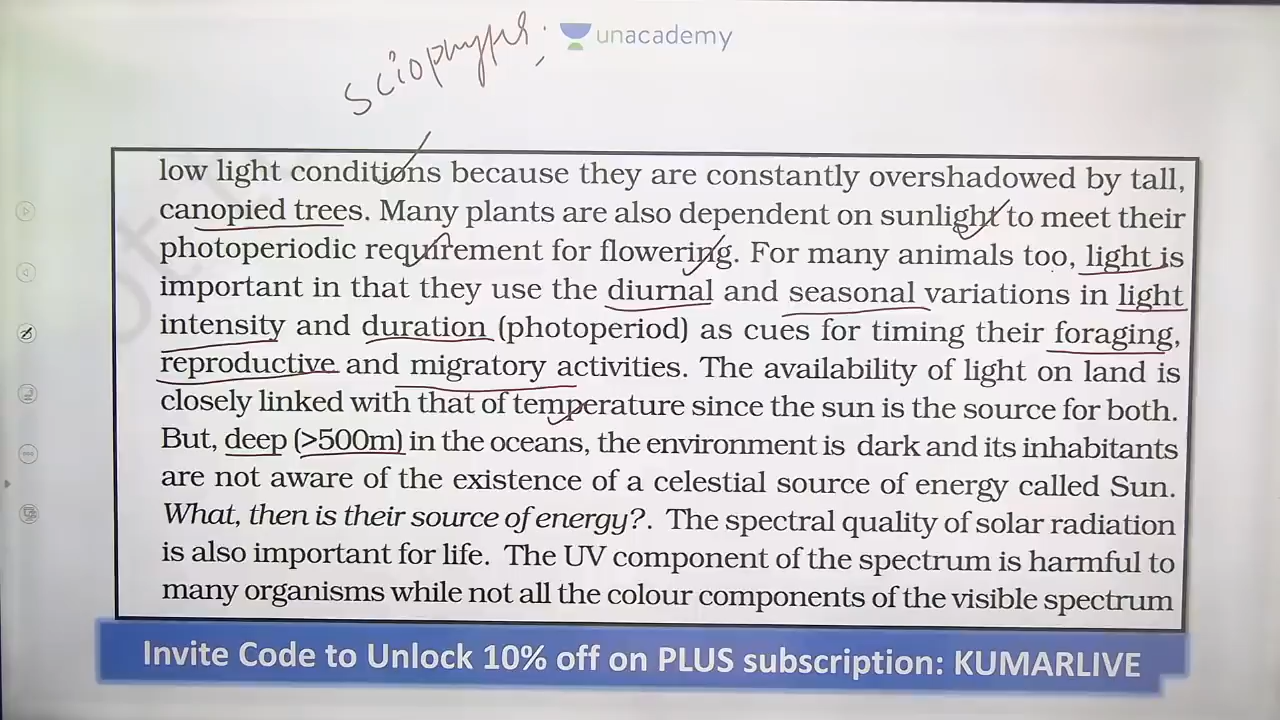 sciophytes;
unacademy
low light conditions because they are constantly overshadowed by tall,
canopied trees. Many plants are also dependent on sunlight to meet their
photoperiodic requirement for flowering. For many animals too, light is
important in that they use the diurnal and seasonal variations in light
intensity and duration (photoperiod) as cues for timing their foraging,
reproductive and migratory activities. The availability of light on land is
closely linked with that of temperature since the sun is the source for both.
But, deep (>500m) in the oceans, the environment is dark and its inhabitants
are not aware of the existence of a celestial source of energy called Sun.
What, then is their source of energy?. The spectral quality of solar radiation
is also important for life. The UV component of the spectrum is harmful to
many organisms while not all the colour components of the visible spectrum
Invite Code to Unlock 10% off on PLUS subscription: KUMARLIVE